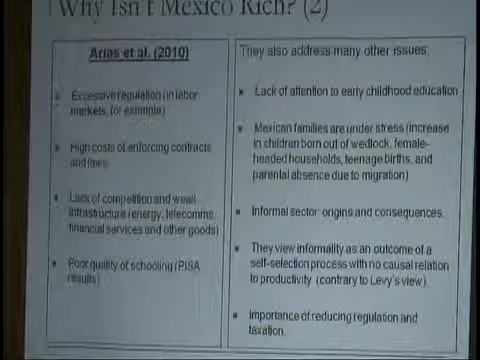 Why Isn't Mexico Rich? (2)
Arias et al. (2010)
Excessive regulation (in labor
markets, for example)
High costs of enforcing contracts
and laws
Lack of competition and weak
infrastructure (energy, telecomms,
financial services and other goods)
Poor quality of schooling (PISA
results)
They also address many other issues:
Lack of attention to early childhood education
Mexican families are under stress (increase
in children born out of wedlock, female-
headed households, teenage births, and
parental absence due to migration)
Informal sector: origins and consequences.
They view informality as an outcome of a
self-selection process with no causal relation
to productivity (contrary to Levy's view).
Importance of reducing regulation and
taxation.